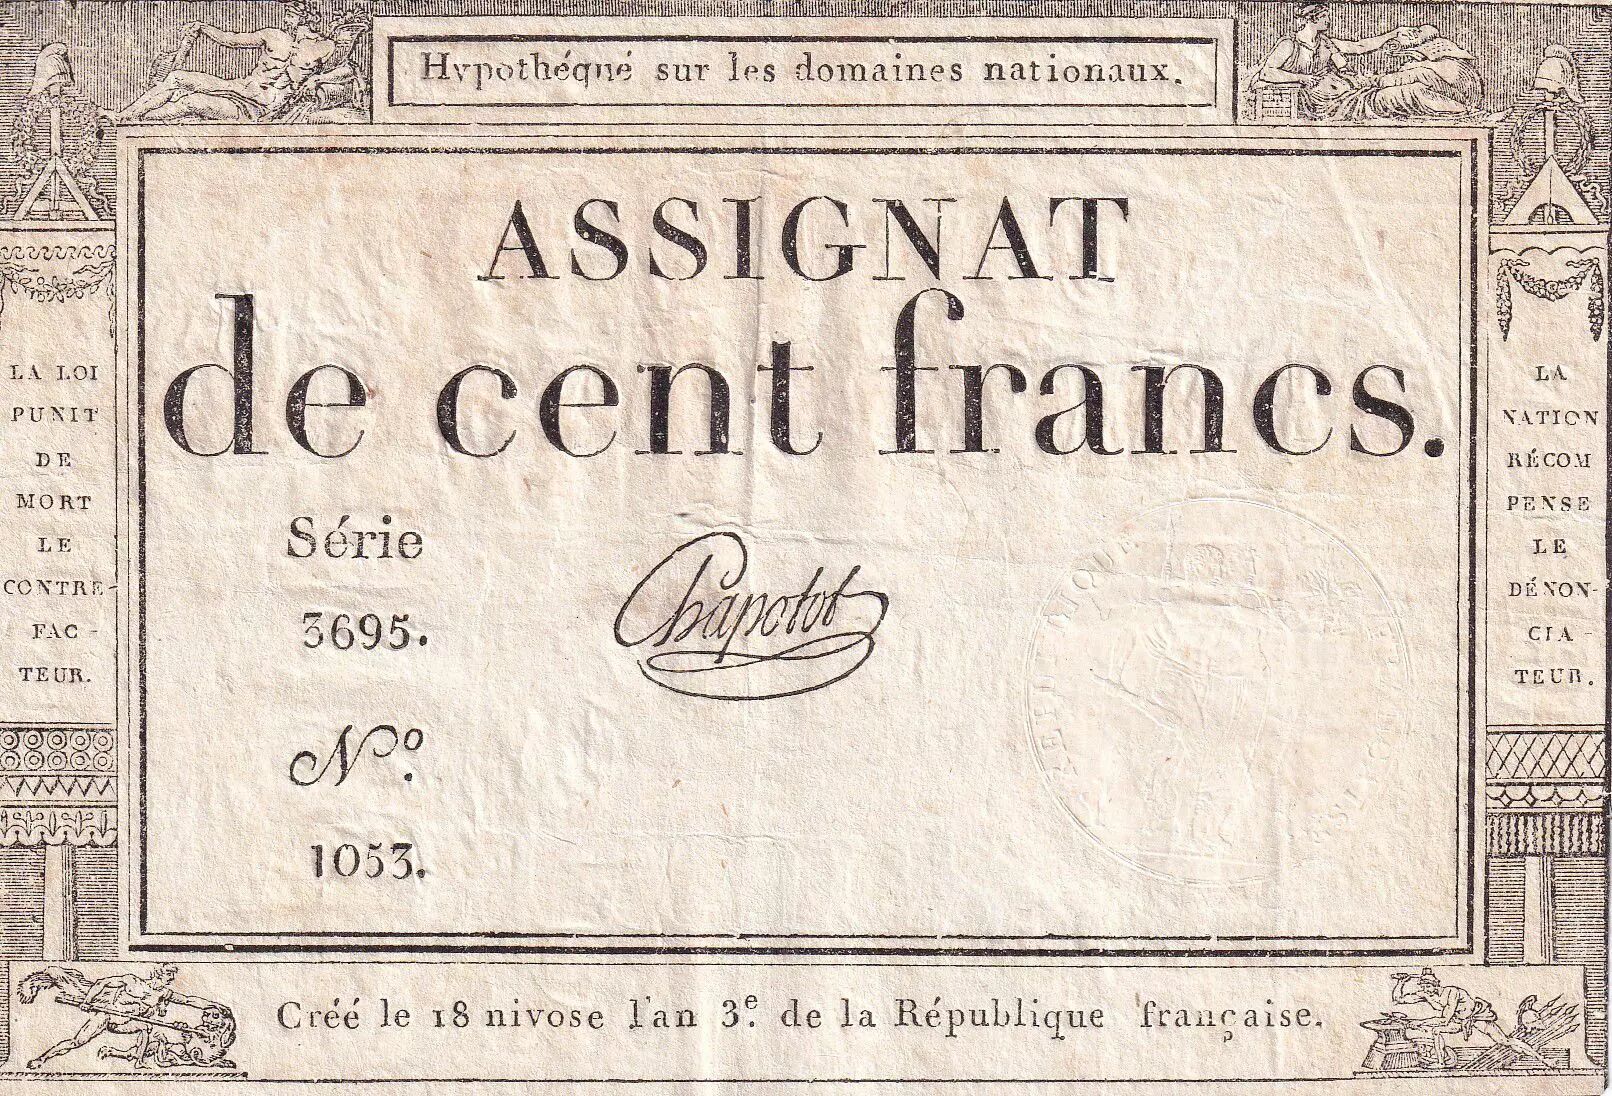 Hypothéqué sur les domaines nationaux.
ASSIGNAT
de cent francs.
LA LOI
PUNIT
DE
MORT
LE
CONTRE-
FAC-
TEUR.
Série
3695.
Nº.
1053.
Chapotot
LA
NATION
RÉCOM
PENSE
LE
DÉNON-
CIA-
TEUR.
Créé le 18 nivose l'an 3e. de la République française.